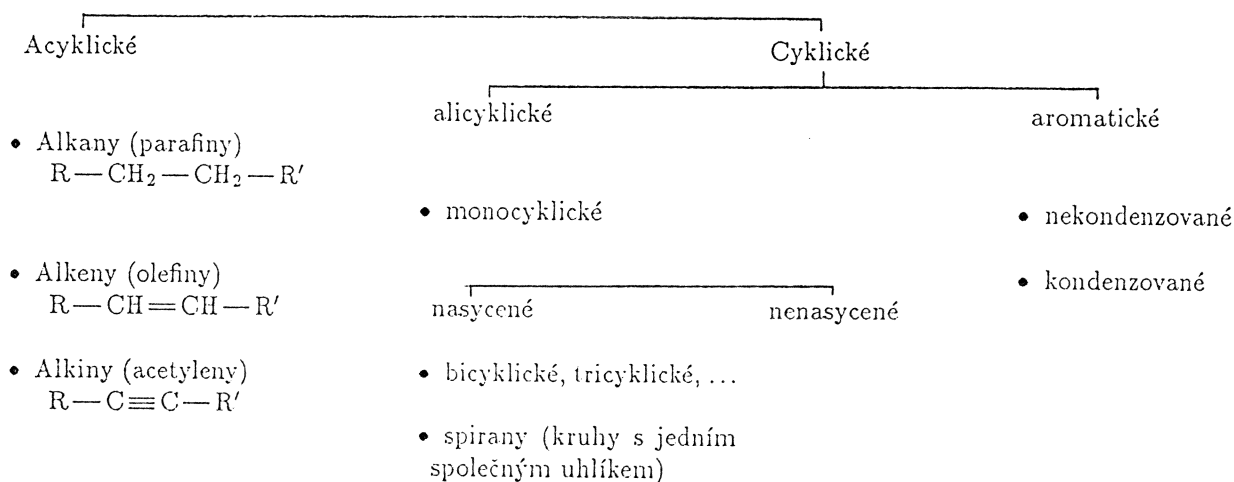 Acyklické
Cyklické
alicyklické
aromatické
• Alkany (parafiny)
R—CH₂—CH₂—R′
• monocyklické
• nekondenzované
• Alkeny (olefiny)
R—CH=CH—R′
• kondenzované
nasycené
nenasycené
• Alkiny (acetyleny)
R—C≡C—R′
• bicyklické, tricyklické, ...
• spirany (kruhy s jedním
společným uhlíkem)